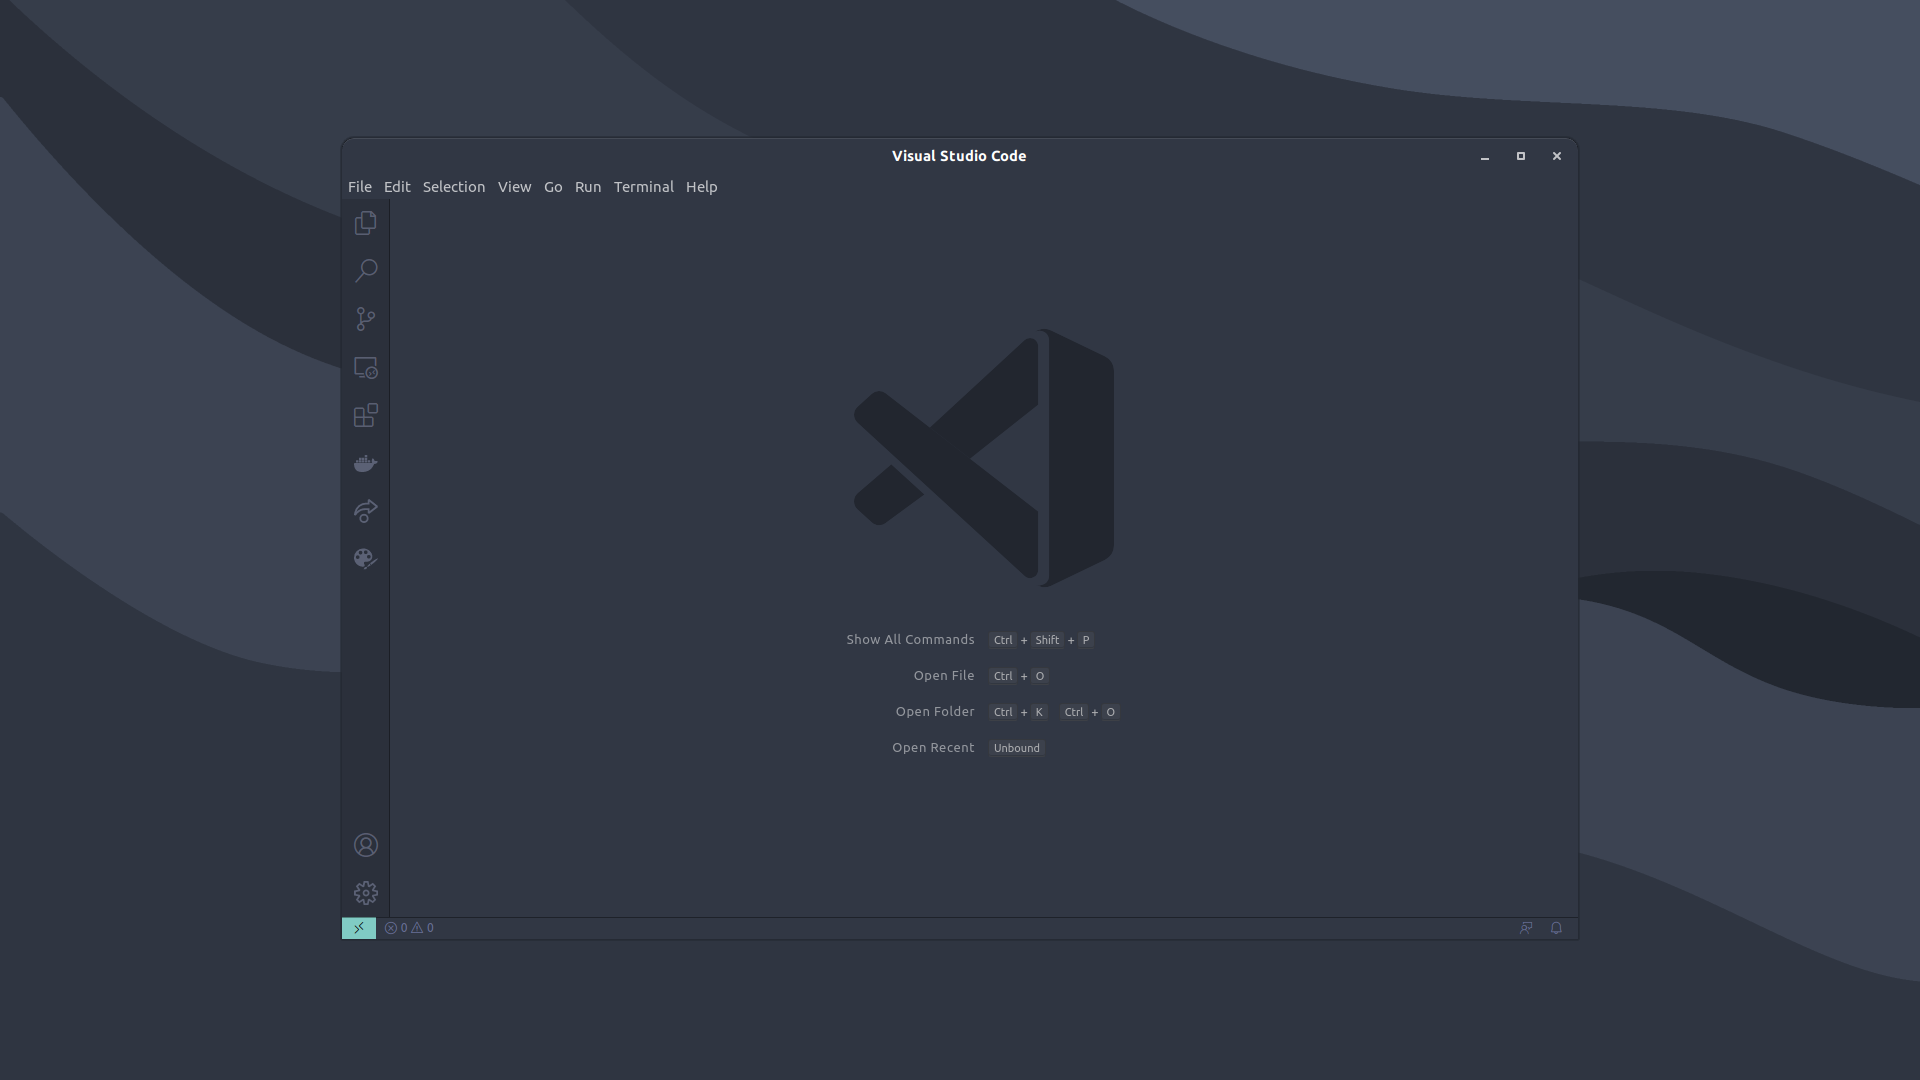 Visual Studio Code
File Edit Selection View Go Run Terminal Help
Show All Commands Ctrl + Shift + P
Open File Ctrl + O
Open Folder Ctrl + K Ctrl + O
Open Recent Unbound
0 0